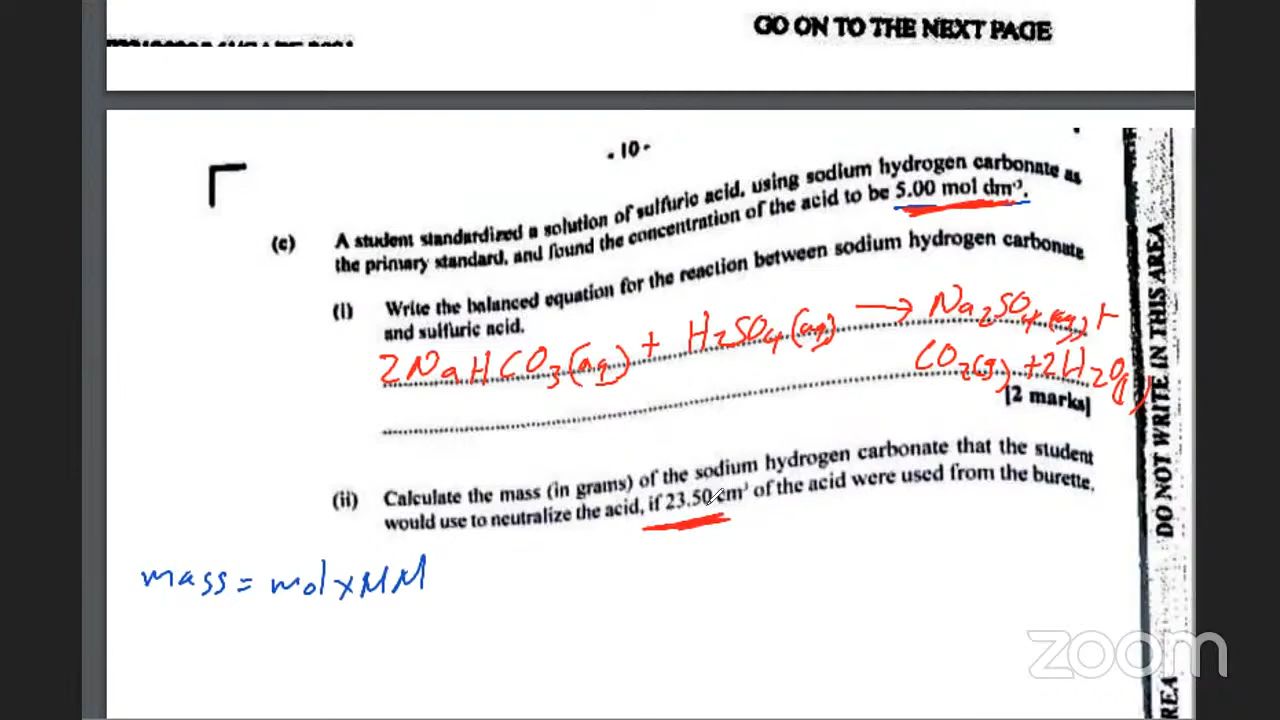 GO ON TO THE NEXT PAGE
- 10 -
(c) A student standardized a solution of sulfuric acid, using sodium hydrogen carbonate as
the primary standard, and found the concentration of the acid to be 5.00 mol dm⁻³.
(i) Write the balanced equation for the reaction between sodium hydrogen carbonate
and sulfuric acid.
2NaHCO₃(aq) + H₂SO₄(aq) → Na₂SO₄(aq) +
CO₂(g) + 2H₂O(l)
[2 marks]
(ii) Calculate the mass (in grams) of the sodium hydrogen carbonate that the student
would use to neutralize the acid, if 23.50 cm³ of the acid were used from the burette.
mass = mol x MM
DO NOT WRITE IN THIS AREA
REA
zoom